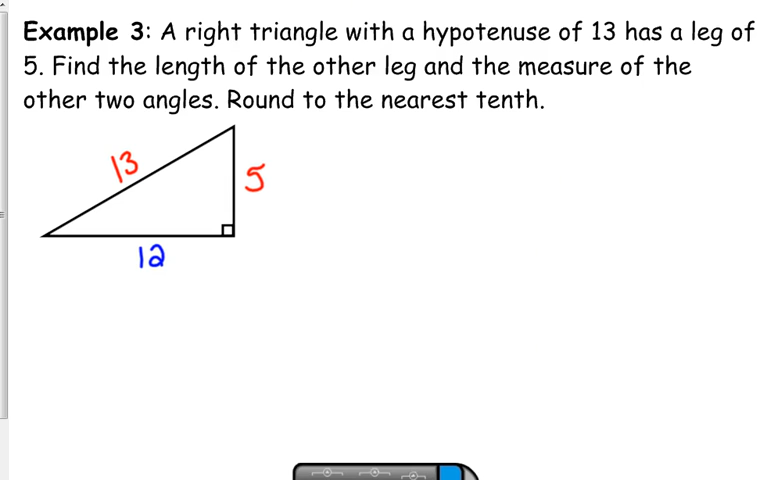 Example 3: A right triangle with a hypotenuse of 13 has a leg of
5. Find the length of the other leg and the measure of the
other two angles. Round to the nearest tenth.
13
5
12